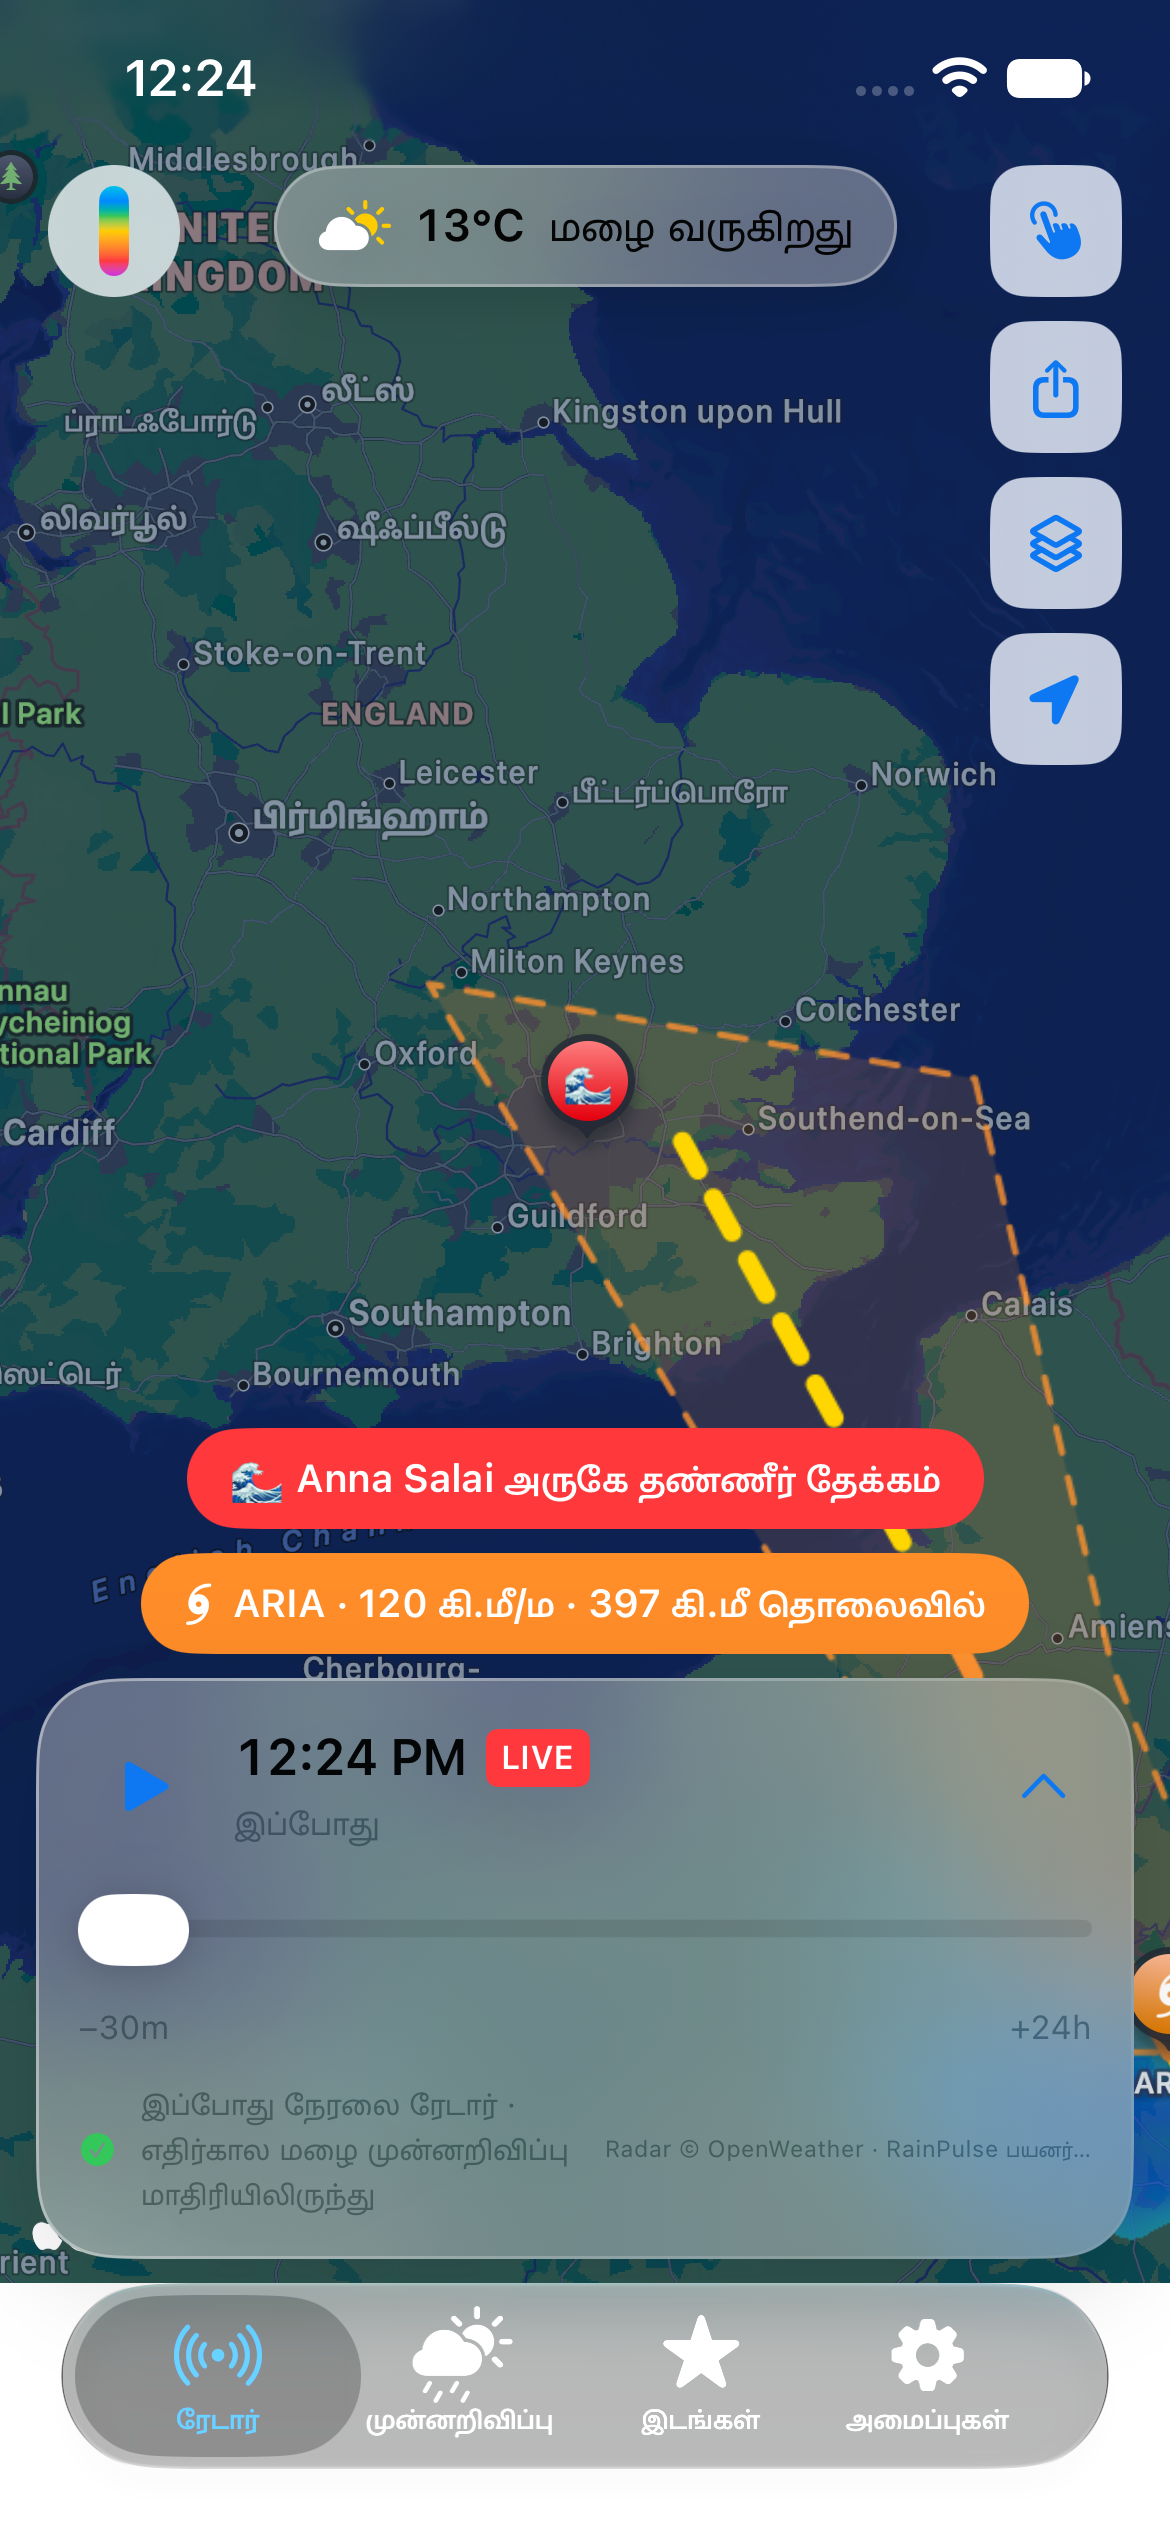 12:24
Middlesbrough
13°C மழை வருகிறது
லீட்ஸ்
ப்ராட்ஃபோர்டு
Kingston upon Hull
லிவர்பூல்
ஷீஃப்பீல்டு
Stoke-on-Trent
l Park
ENGLAND
Leicester
பீட்டர்ப்பொரோ
Norwich
பிர்மிங்ஹாம்
Northampton
Milton Keynes
nnau
ycheiniog
tional Park
Colchester
Oxford
Cardiff
Southend-on-Sea
Guildford
Calais
Southampton
Brighton
Bournemouth
🌊 Anna Salai அருகே தண்ணீர் தேக்கம்
ARIA · 120 கி.மீ/ம · 397 கி.மீ தொலைவில்
Amiens
Cherbourg-
12:24 PM LIVE
இப்போது
–30m
+24h
AR
இப்போது நேரலை ரேடார் ·
எதிர்கால மழை முன்னறிவிப்பு
மாதிரியிலிருந்து
Radar © OpenWeather · RainPulse பயனர்...
rient
ரேடார்
முன்னறிவிப்பு
இடங்கள்
அமைப்புகள்